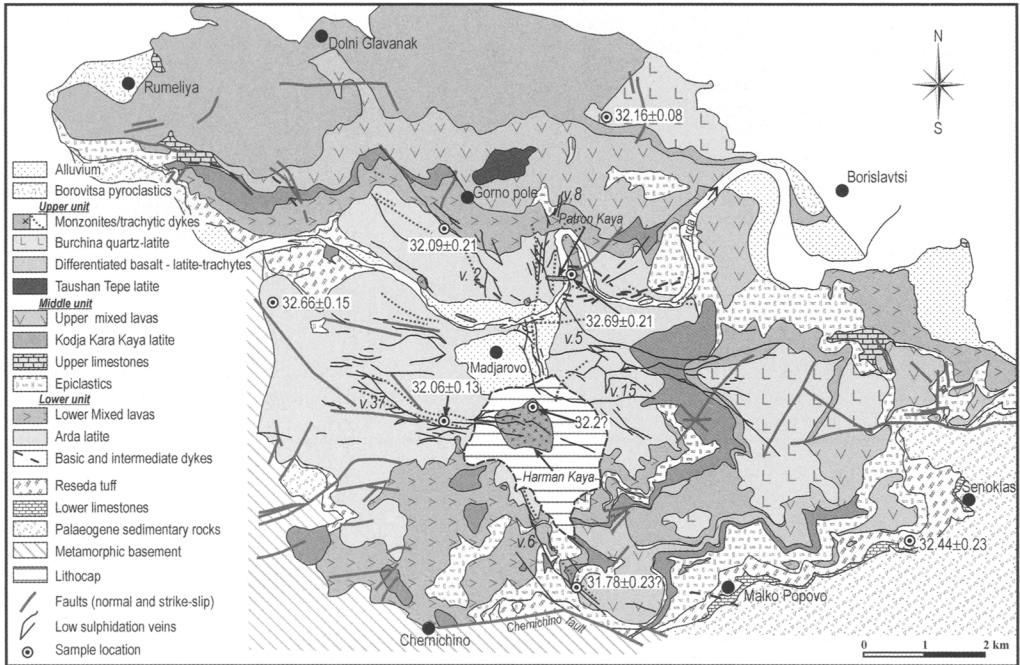 N
S
Dolni Glavanak
Rumeliya
32.16±0.08
Borislavtsi
Gorno pole
v.8
Patron Kaya
Arda
32.09±0.21
v.2
32.66±0.15
32.69±0.21
v.5
Madjarovo
32.06±0.13
v.37
v.15
32.2?
Harman Kaya
Senoklas
32.44±0.23
v.6
31.78±0.23?
Malko Popovo
Chernichino
Chernichino fault
Alluvium
Borovitsa pyroclastics
Upper unit
Monzonites/trachytic dykes
Burchina quartz-latite
Differentiated basalt - latite-trachytes
Taushan Tepe latite
Middle unit
Upper mixed lavas
Kodja Kara Kaya latite
Upper limestones
Epiclastics
Lower unit
Lower Mixed lavas
Arda latite
Basic and intermediate dykes
Reseda tuff
Lower limestones
Palaeogene sedimentary rocks
Metamorphic basement
Lithocap
Faults (normal and strike-slip)
Low sulphidation veins
Sample location
0 1 2 km